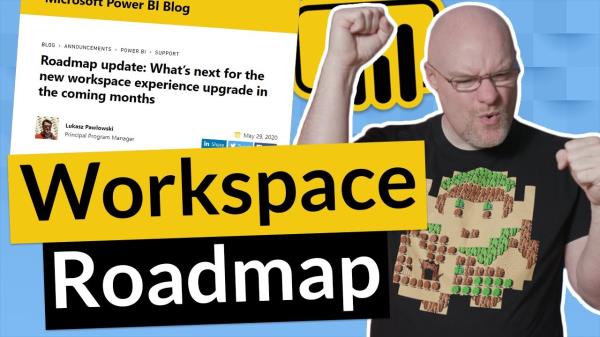 Microsoft Power BI Blog
BLOG › ANNOUNCEMENTS › POWER BI › SUPPORT
Roadmap update: What's next for the
new workspace experience upgrade in
the coming months
Lukasz Pawlowski
Principal Program Manager
May 29, 2020
Share
Workspace
Roadmap